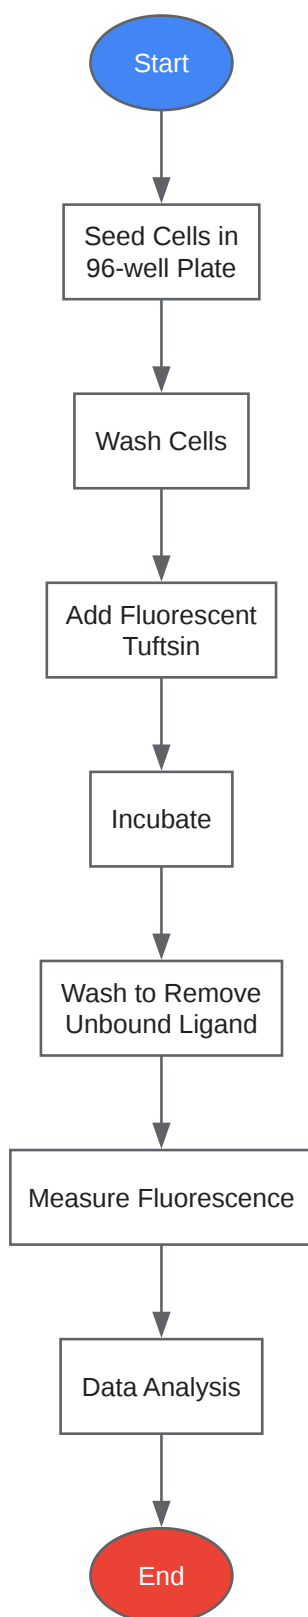 Start
Seed Cells in
96-well Plate
Wash Cells
Add Fluorescent
Tuftsin
Incubate
Wash to Remove
Unbound Ligand
Measure Fluorescence
Data Analysis
End